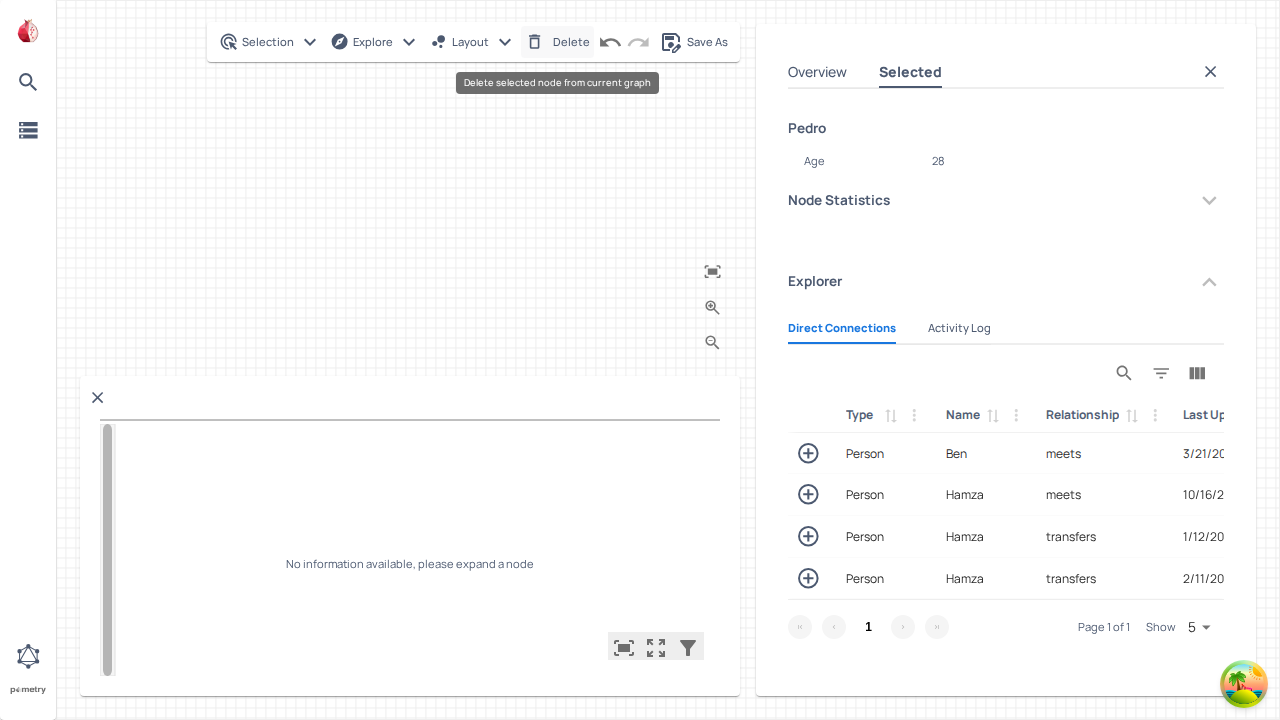 Selection Explore Layout Delete Save As
Delete selected node from current graph
Overview Selected
Pedro
Age 28
Node Statistics
Explorer
Direct Connections Activity Log
Type Name Relationship Last Up
Person Ben meets 3/21/20
Person Hamza meets 10/16/2
Person Hamza transfers 1/12/20
Person Hamza transfers 2/11/20
1 Page 1 of 1 Show 5
No information available, please expand a node
pometry